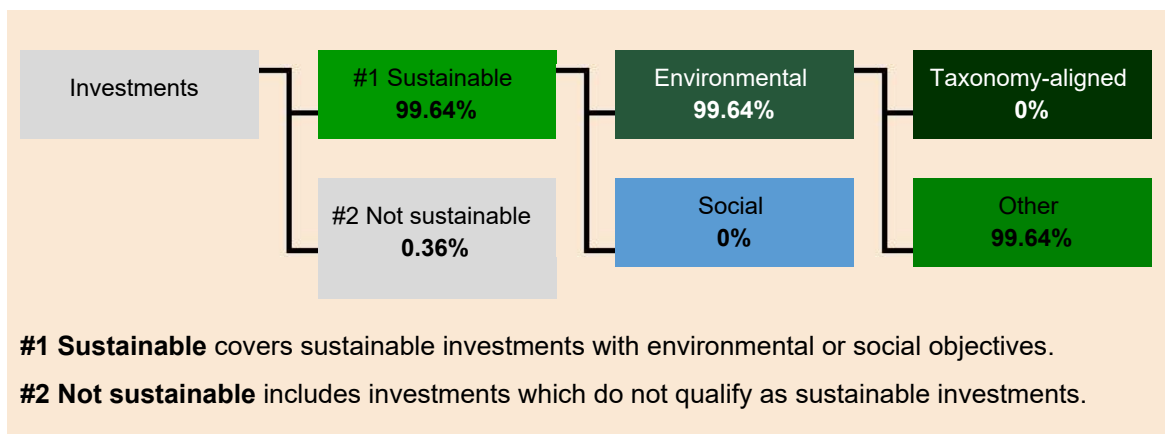 Investments
#1 Sustainable
99.64%
Environmental
99.64%
Taxonomy-aligned
0%
#2 Not sustainable
0.36%
Social
0%
Other
99.64%
#1 Sustainable covers sustainable investments with environmental or social objectives.
#2 Not sustainable includes investments which do not qualify as sustainable investments.